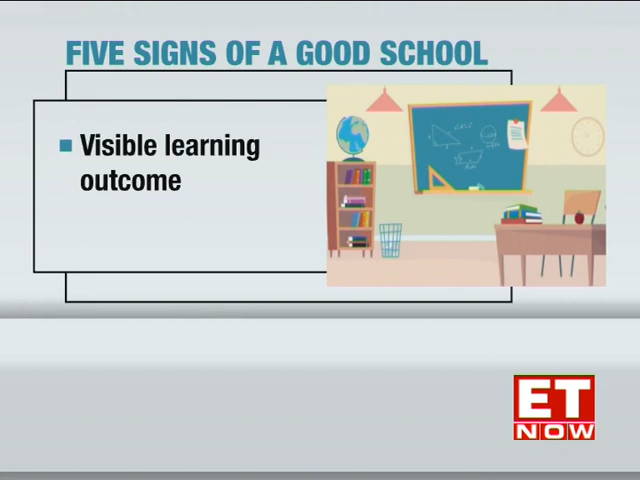 FIVE SIGNS OF A GOOD SCHOOL
Visible learning
outcome
ET
NOW